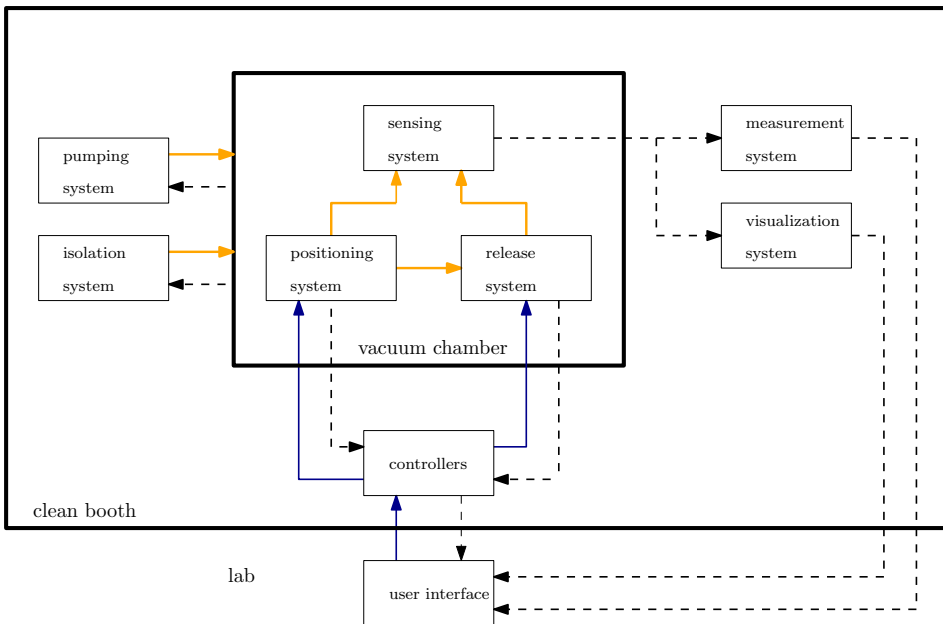 sensing
system
measurement
system
pumping
system
visualization
system
isolation
system
positioning
system
release
system
vacuum chamber
controllers
clean booth
lab
user interface